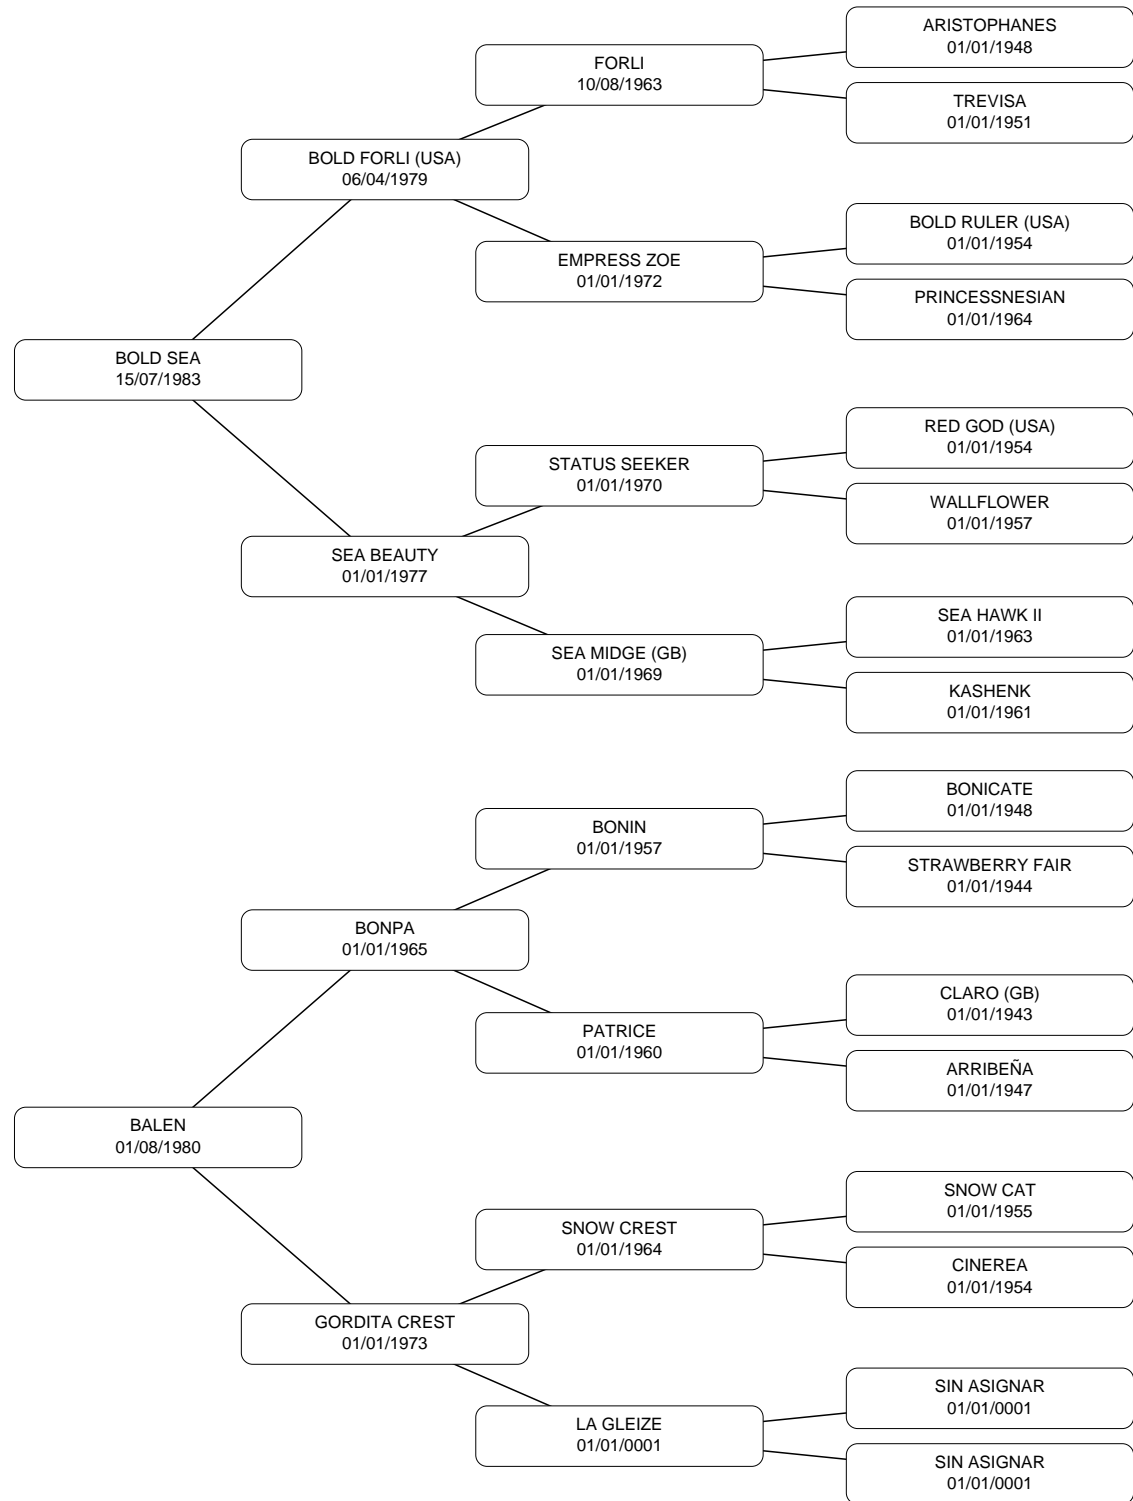 ARISTOPHANES
01/01/1948
FORLI
10/08/1963
TREVISA
01/01/1951
BOLD FORLI (USA)
06/04/1979
BOLD RULER (USA)
01/01/1954
EMPRESS ZOE
01/01/1972
PRINCESSNESIAN
01/01/1964
BOLD SEA
15/07/1983
RED GOD (USA)
01/01/1954
STATUS SEEKER
01/01/1970
WALLFLOWER
01/01/1957
SEA BEAUTY
01/01/1977
SEA HAWK II
01/01/1963
SEA MIDGE (GB)
01/01/1969
KASHENK
01/01/1961
BONICATE
01/01/1948
BONIN
01/01/1957
STRAWBERRY FAIR
01/01/1944
BONPA
01/01/1965
CLARO (GB)
01/01/1943
PATRICE
01/01/1960
ARRIBEÑA
01/01/1947
BALEN
01/08/1980
SNOW CAT
01/01/1955
SNOW CREST
01/01/1964
CINEREA
01/01/1954
GORDITA CREST
01/01/1973
SIN ASIGNAR
01/01/0001
LA GLEIZE
01/01/0001
SIN ASIGNAR
01/01/0001